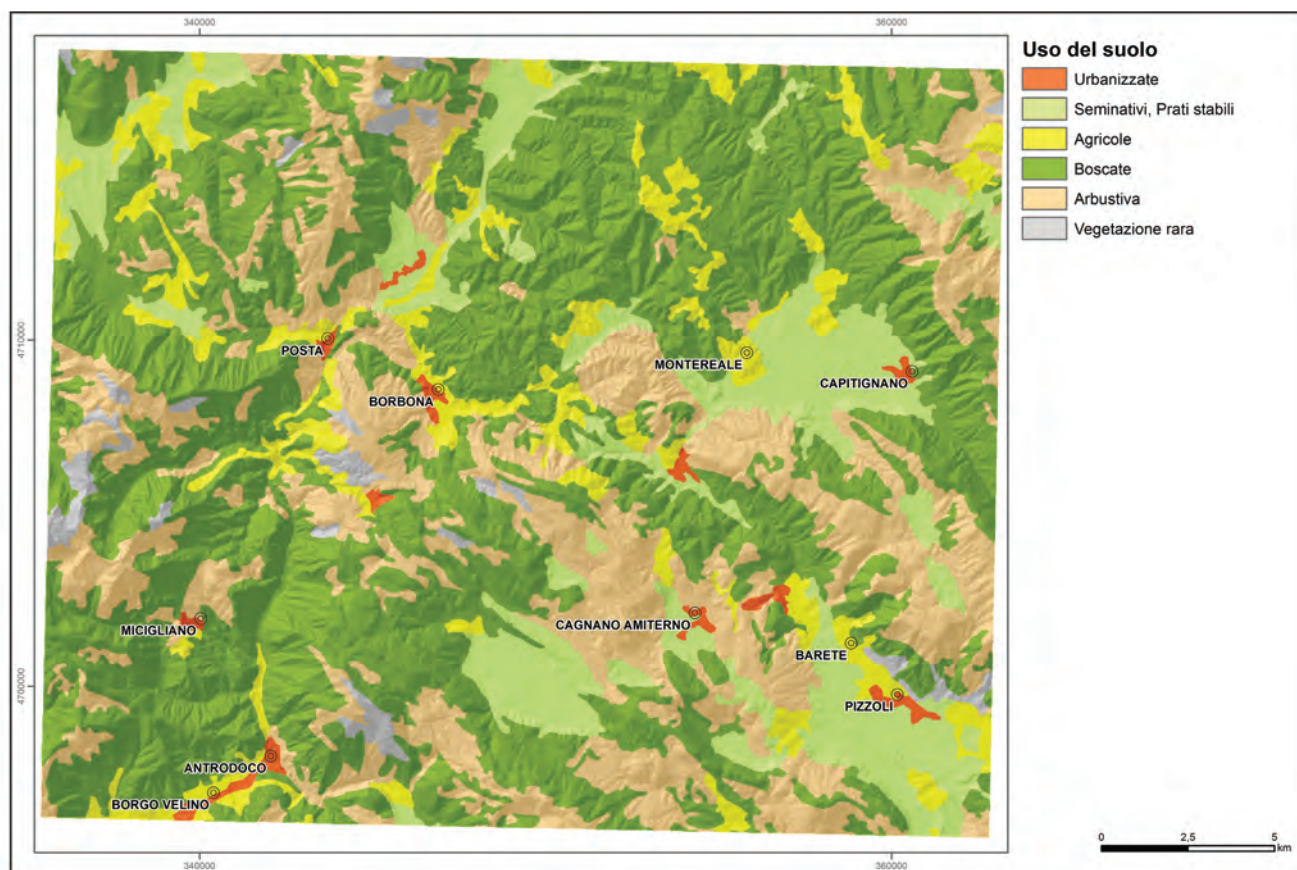 340000
360000
Uso del suolo
Urbanizzate
Seminativi, Prati stabili
Agricole
Boscate
Arbustiva
Vegetazione rara
4710000
POSTA
MONTEREALE
CAPITIGNANO
BORBONA
MICIGLIANO
CAGNANO AMITERNO
BARETE
4700000
PIZZOLI
ANTRODOCO
BORGO VELINO
0 2,5 5
km
340000
360000